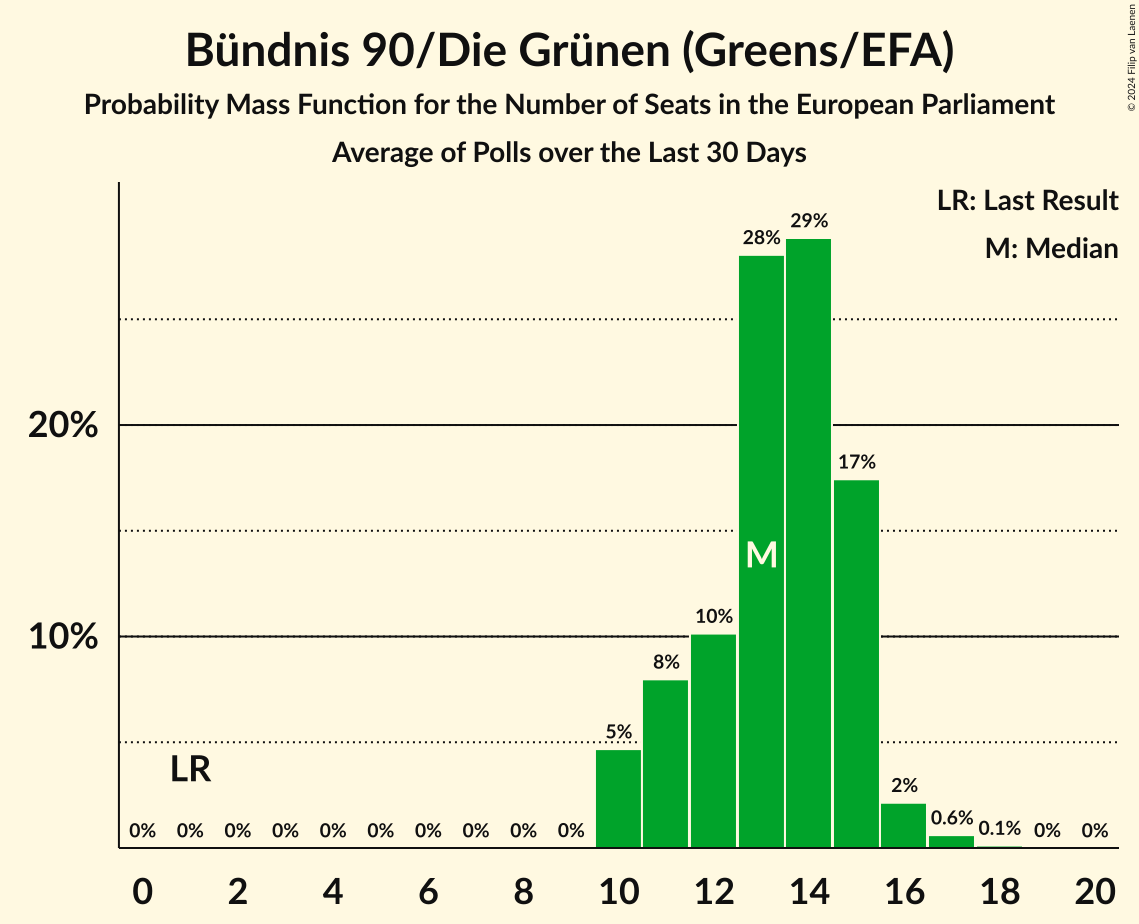 Bündnis 90/Die Grünen (Greens/EFA)
Probability Mass Function for the Number of Seats in the European Parliament
Average of Polls over the Last 30 Days
© 2024 Filip van Laenen
LR: Last Result
M: Median
29%
28%
20%
17%
M
10%
10%
8%
5%
LR
2%
0% 0% 0% 0% 0% 0% 0% 0% 0% 0% 0.6% 0.1% 0% 0%
0 2 4 6 8 10 12 14 16 18 20